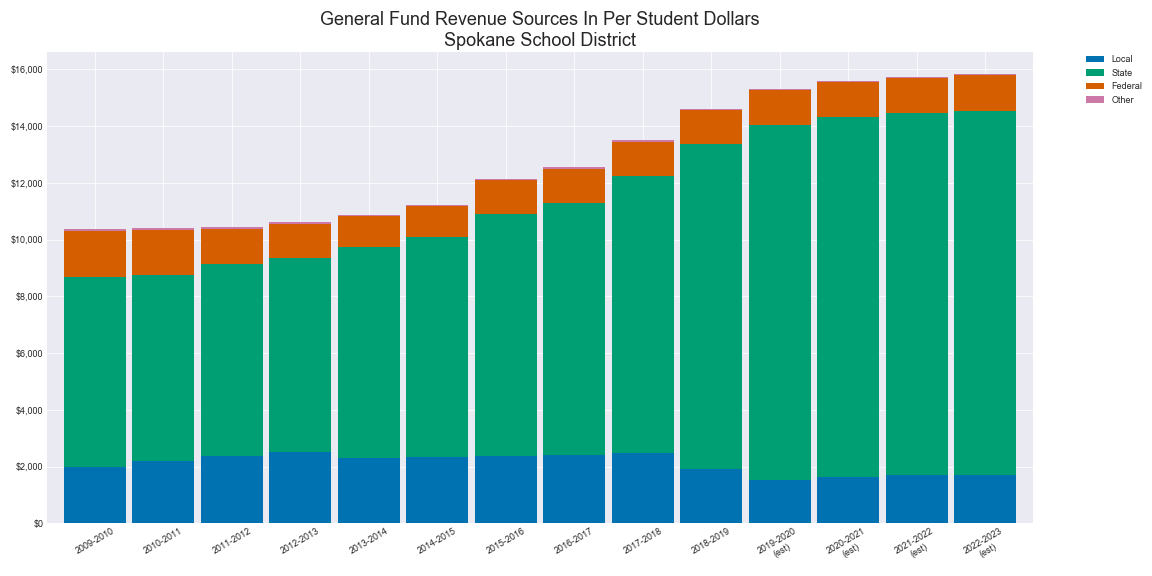 General Fund Revenue Sources In Per Student Dollars
Spokane School District
Local
State
Federal
Other
$16,000
$14,000
$12,000
$10,000
$8,000
$6,000
$4,000
$2,000
$0
2009-2010
2010-2011
2011-2012
2012-2013
2013-2014
2014-2015
2015-2016
2016-2017
2017-2018
2018-2019
2019-2020
(est)
2020-2021
(est)
2021-2022
(est)
2022-2023
(est)